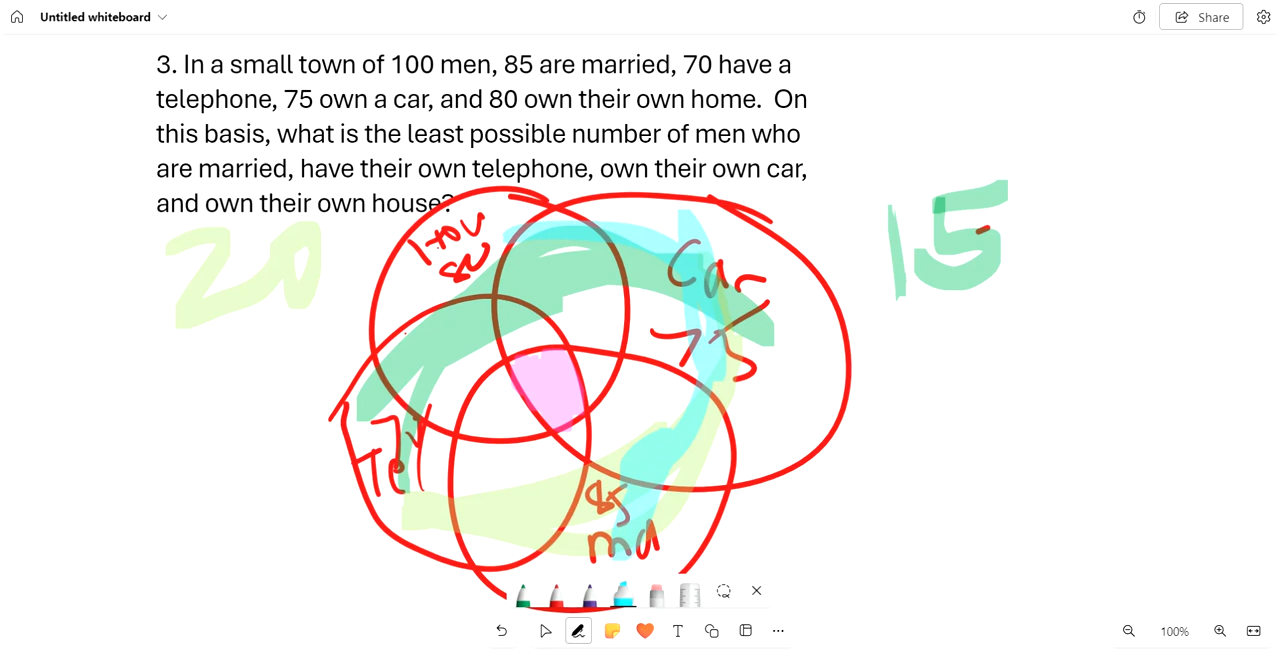 Untitled whiteboard
Share
3. In a small town of 100 men, 85 are married, 70 have a
telephone, 75 own a car, and 80 own their own home. On
this basis, what is the least possible number of men who
are married, have their own telephone, own their own car,
and own their own house?
20
15
80
Car
75
Tel
85
md
T
100%